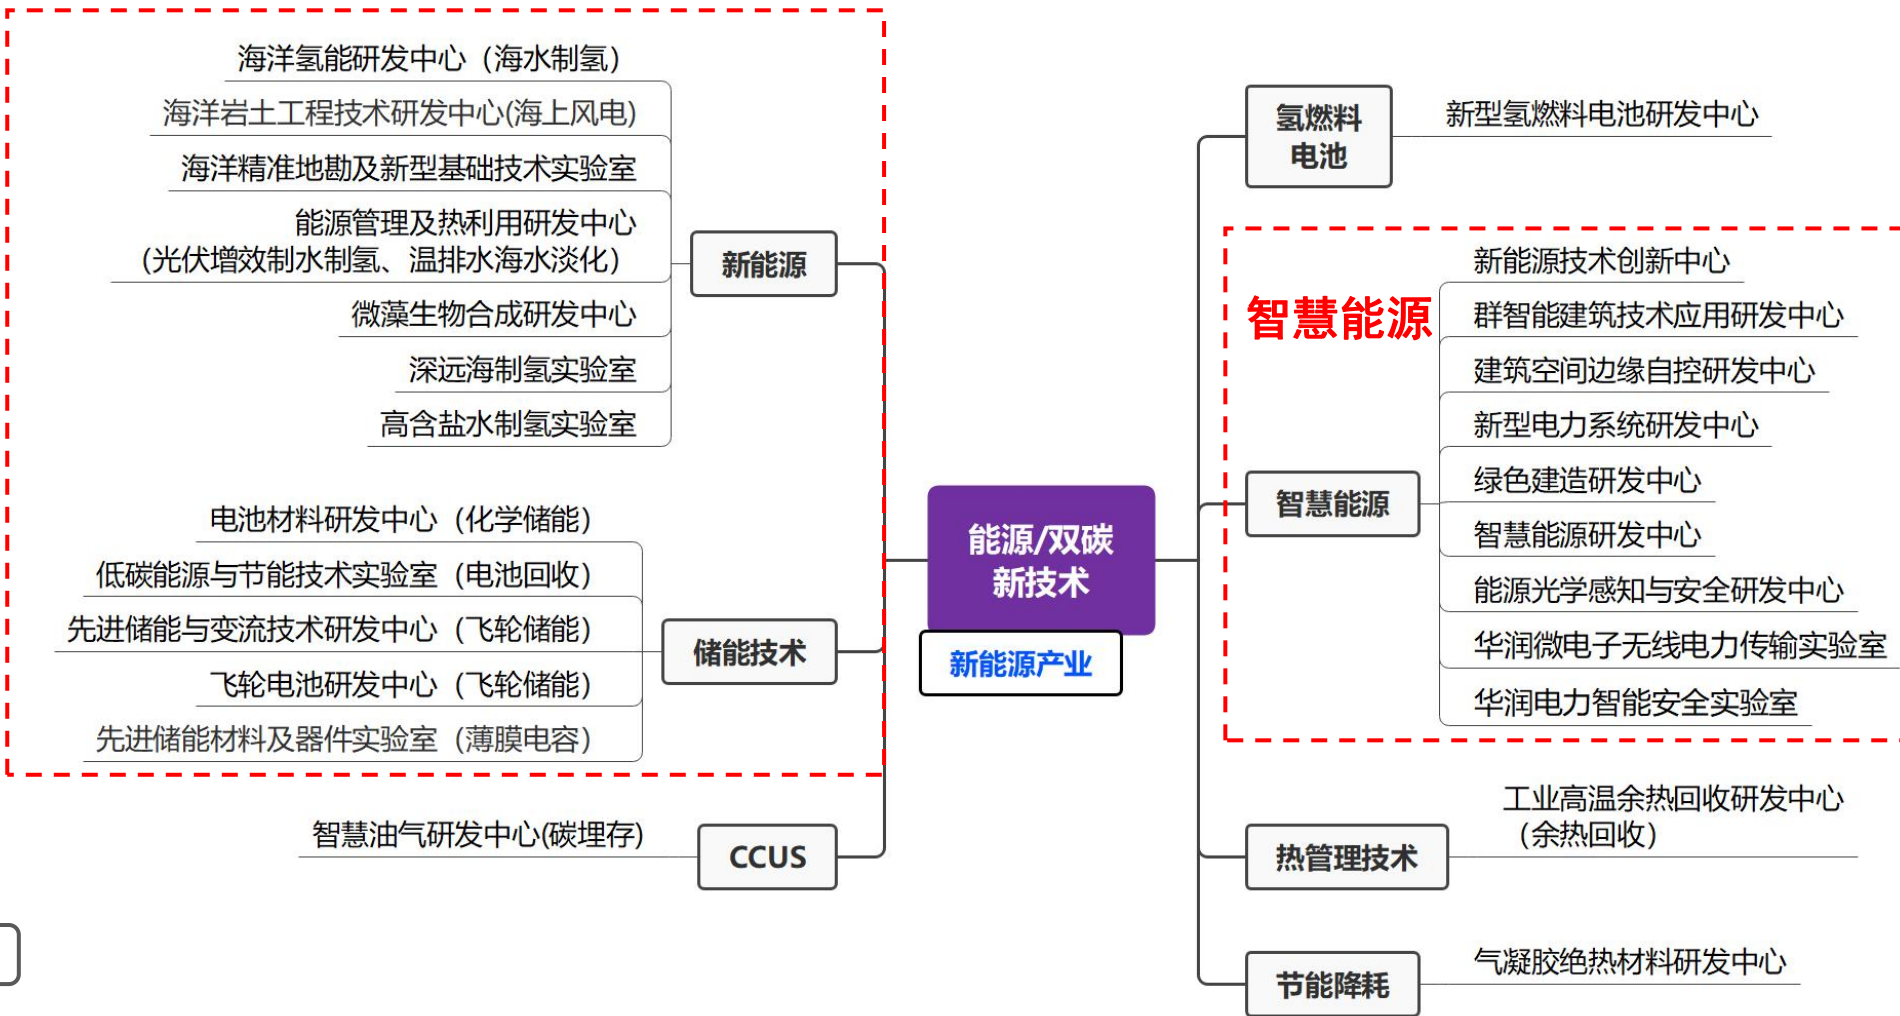 海洋氢能研发中心（海水制氢）
海洋岩土工程技术研发中心(海上风电)
海洋精准地勘及新型基础技术实验室
能源管理及热利用研发中心
（光伏增效制水制氢、温排水海水淡化）
微藻生物合成研发中心
深远海制氢实验室
高含盐水制氢实验室
新能源
电池材料研发中心（化学储能）
低碳能源与节能技术实验室（电池回收）
先进储能与变流技术研发中心（飞轮储能）
飞轮电池研发中心（飞轮储能）
先进储能材料及器件实验室（薄膜电容）
储能技术
智慧油气研发中心(碳埋存)
CCUS
能源/双碳
新技术
新能源产业
氢燃料
电池
新型氢燃料电池研发中心
智慧能源
智慧能源
新能源技术创新中心
群智能建筑技术应用研发中心
建筑空间边缘自控研发中心
新型电力系统研发中心
绿色建造研发中心
智慧能源研发中心
能源光学感知与安全研发中心
华润微电子无线电力传输实验室
华润电力智能安全实验室
热管理技术
工业高温余热回收研发中心
（余热回收）
节能降耗
气凝胶绝热材料研发中心